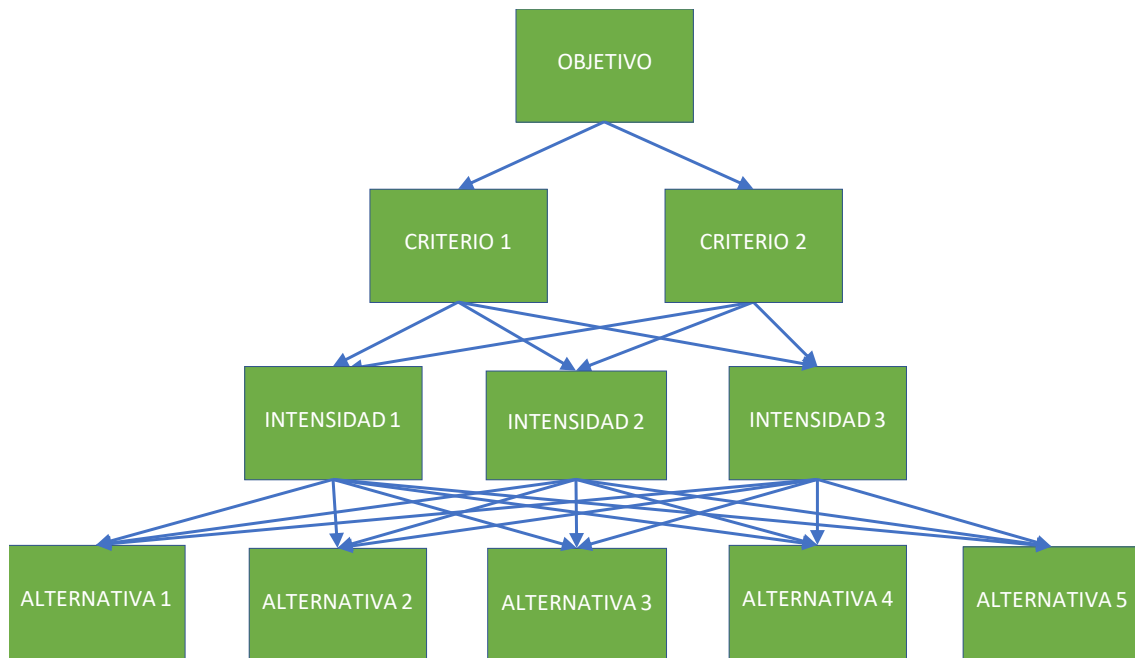 OBJETIVO
CRITERIO 1
CRITERIO 2
INTENSIDAD 1
INTENSIDAD 2
INTENSIDAD 3
ALTERNATIVA 1
ALTERNATIVA 2
ALTERNATIVA 3
ALTERNATIVA 4
ALTERNATIVA 5